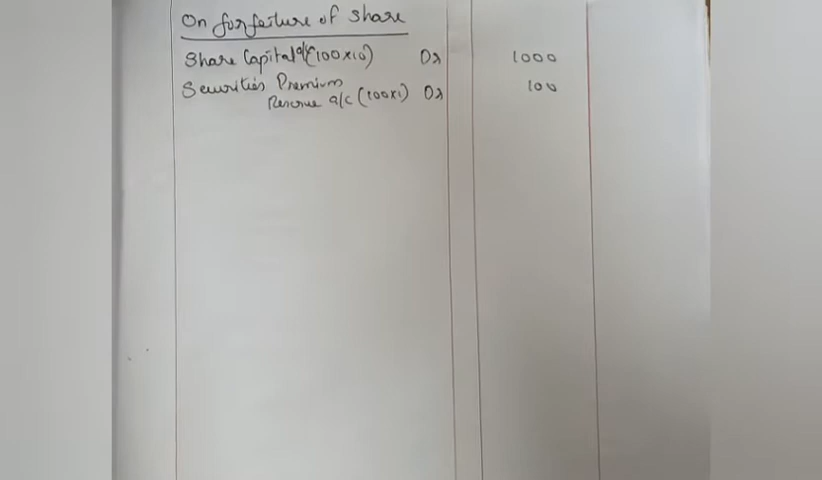 On forfeiture of share
Share Capital a/c (100x10) Dr 1000
Securities Premium
Reserve a/c (100x1) Dr 100